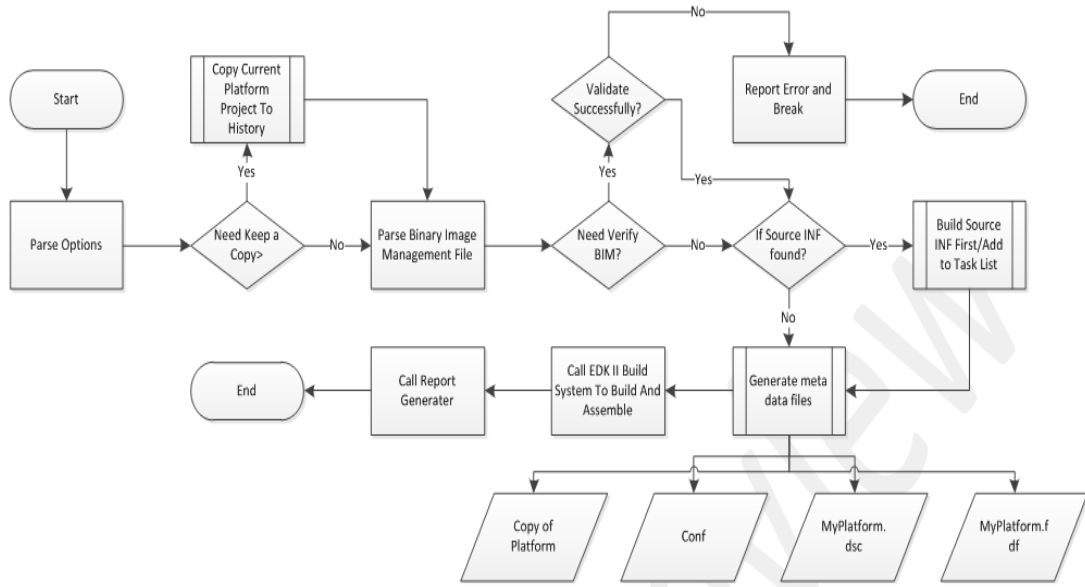 No
Copy Current
Platform
Project To
History
Start
Validate
Successfully?
Report Error and
Break
End
Yes
Yes
Yes
Parse Options
Need Keep a
Copy>
No
Parse Binary Image
Management File
Need Verify
BIM?
No
If Source INF
found?
Yes
Build Source
INF First/Add
to Task List
No
End
Call Report
Generater
Call EDK II Build
System To Build And
Assemble
Generate meta
data files
Copy of
Platform
Conf
MyPlatform.
dsc
MyPlatform.f
df
view